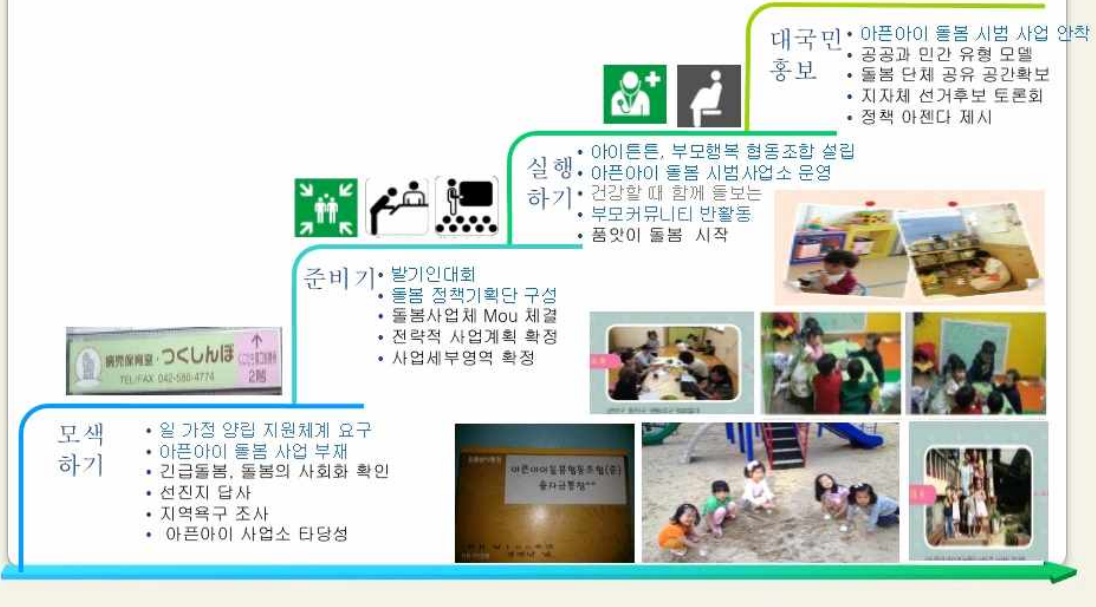 대국민
홍보
• 아픈아이 돌봄 시범 사업 안착
• 공공과 민간 유형 모델
• 돌봄 단체 공유 공간확보
• 지자체 선거후보 토론회
• 정책 아젠다 제시
실행
하기
• 아이튼튼, 부모행복 협동조합 설립
• 아픈아이 돌봄 시범사업소 운영
• 건강할 때 함께 돌보는
• 부모커뮤니티 반활동
• 품앗이 돌봄 시작
준비기
• 발기인대회
• 돌봄 정책기획단 구성
• 돌봄사업체 Mou 체결
• 전략적 사업계획 확정
• 사업세부영역 확정
病児保育室・つくしんぼ
TEL/FAX 042-580-4774
2階
모색
하기
• 일 가정 양립 지원체계 요구
• 아픈아이 돌봄 사업 부재
• 긴급돌봄, 돌봄의 사회화 확인
• 선진지 답사
• 지역욕구 조사
• 아픈아이 사업소 타당성
아픈아이돌봄협동조합(준)
출자금통장^^